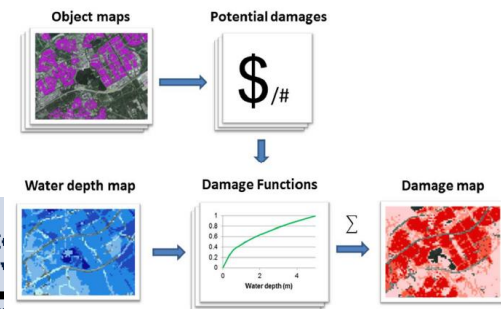 Object maps
Potential damages
$/#
Water depth map
Damage Functions
Damage map
1
0.8
0.6
0.4
0.2
0
0
2
4
Water depth (m)
∑